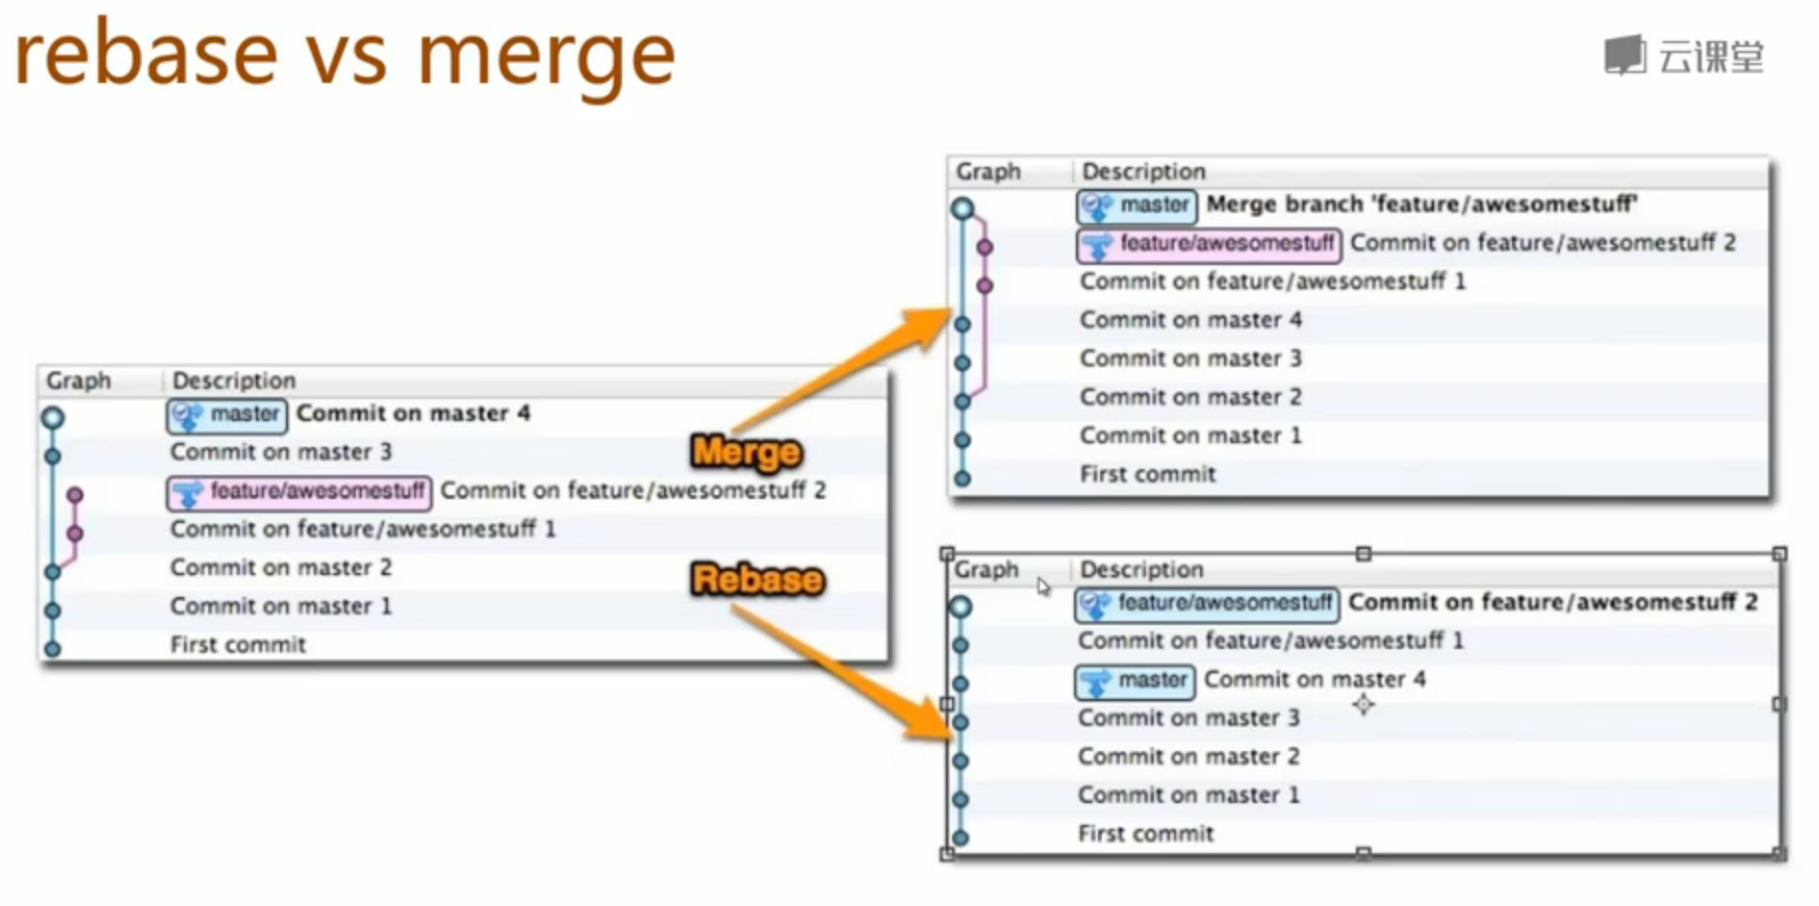 rebase vs merge
云课堂
Graph Description
master Commit on master 4
Commit on master 3
feature/awesomestuff Commit on feature/awesomestuff 2
Commit on feature/awesomestuff 1
Commit on master 2
Commit on master 1
First commit
Merge
Rebase
Graph Description
master Merge branch 'feature/awesomestuff'
feature/awesomestuff Commit on feature/awesomestuff 2
Commit on feature/awesomestuff 1
Commit on master 4
Commit on master 3
Commit on master 2
Commit on master 1
First commit
Graph Description
feature/awesomestuff Commit on feature/awesomestuff 2
Commit on feature/awesomestuff 1
master Commit on master 4
Commit on master 3
Commit on master 2
Commit on master 1
First commit